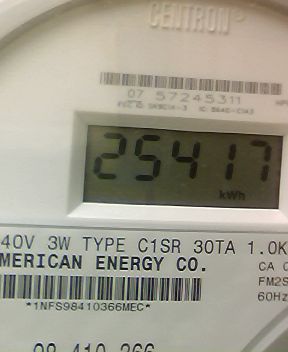 CENTRON
07 57245311
25417
kWh
40V 3W TYPE C1SR 30TA 1.0K
MERICAN ENERGY CO.
CA 0
FM2S
60Hz
*1NFS98410366MEC*